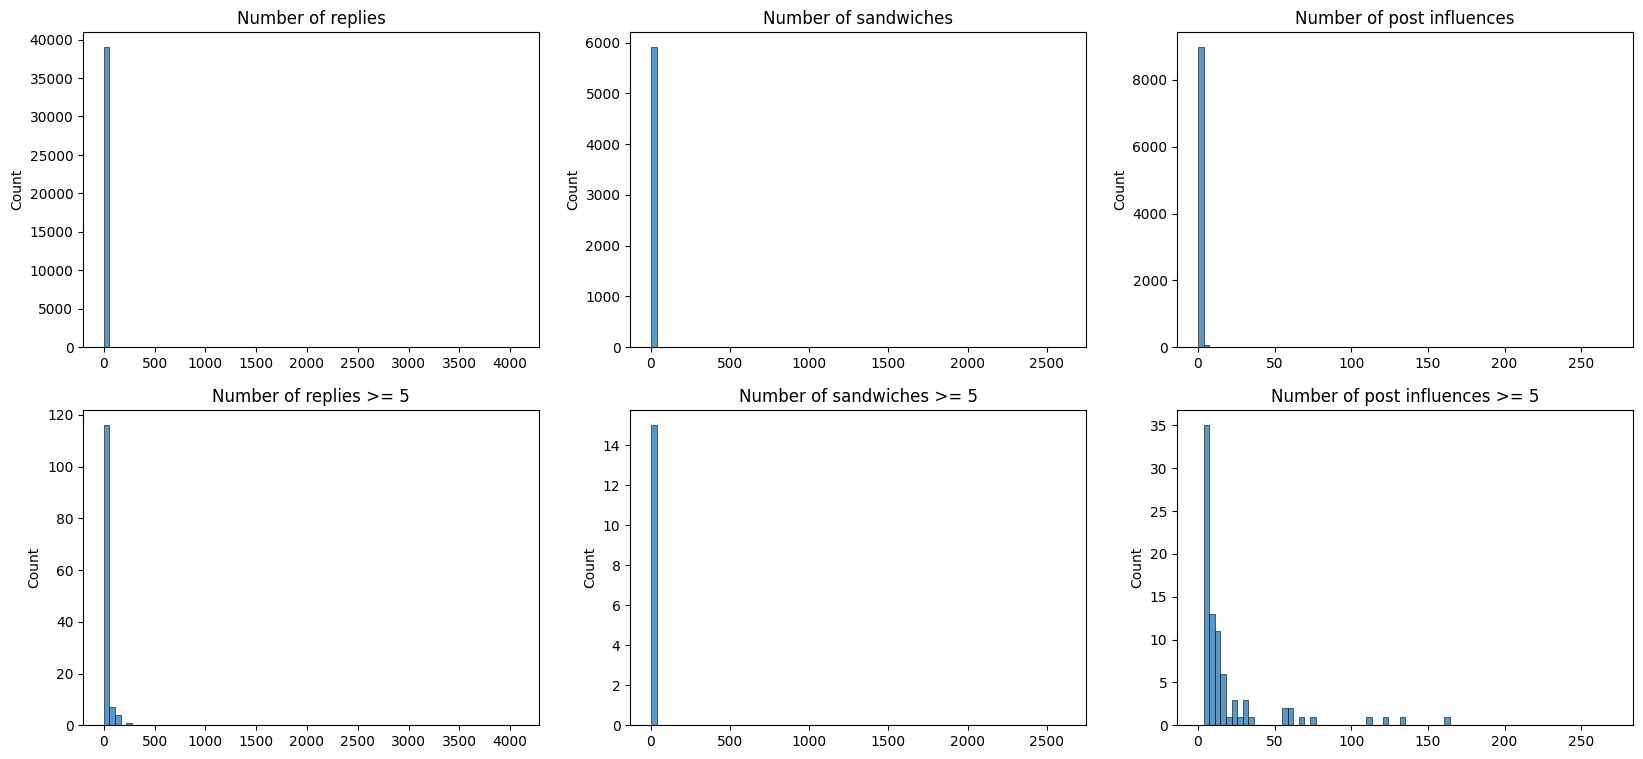 Number of replies
Number of sandwiches
Number of post influences
40000
35000
30000
25000
20000
15000
10000
5000
0
Count
0 500 1000 1500 2000 2500 3000 3500 4000
6000
5000
4000
3000
2000
1000
0
Count
0 500 1000 1500 2000 2500
8000
6000
4000
2000
0
Count
0 50 100 150 200 250
Number of replies >= 5
Number of sandwiches >= 5
Number of post influences >= 5
120
100
80
60
40
20
0
Count
0 500 1000 1500 2000 2500 3000 3500 4000
14
12
10
8
6
4
2
0
Count
0 500 1000 1500 2000 2500
35
30
25
20
15
10
5
0
Count
0 50 100 150 200 250